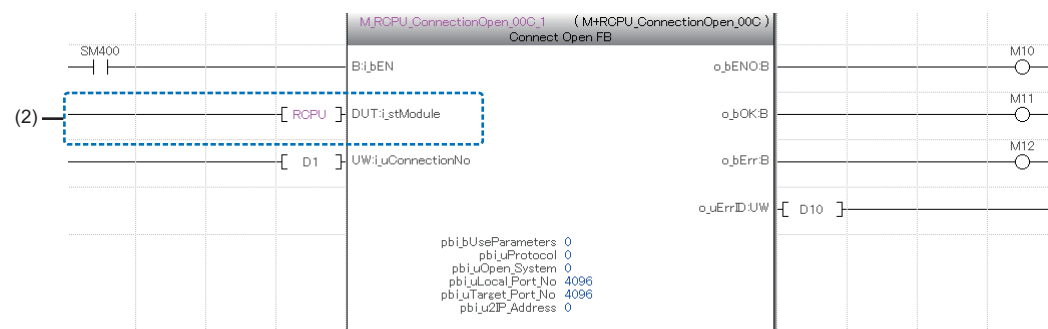 M_RCPU_ConnectionOpen_00C_1 ( M+RCPU_ConnectionOpen_00C )
Connect Open FB
SM400 M10
B:i_bEN o_bENO:B
(2) RCPU DUT:i_stModule o_bOK:B M11
D1 UW:i_uConnectionNo o_bErr:B M12
o_uErrID:UW D10
pbi_bUseParameters 0
pbi_uProtocol 0
pbi_uOpen_System 0
pbi_uLocal_Port_No 4096
pbi_uTarget_Port_No 4096
pbi_u2IP_Address 0